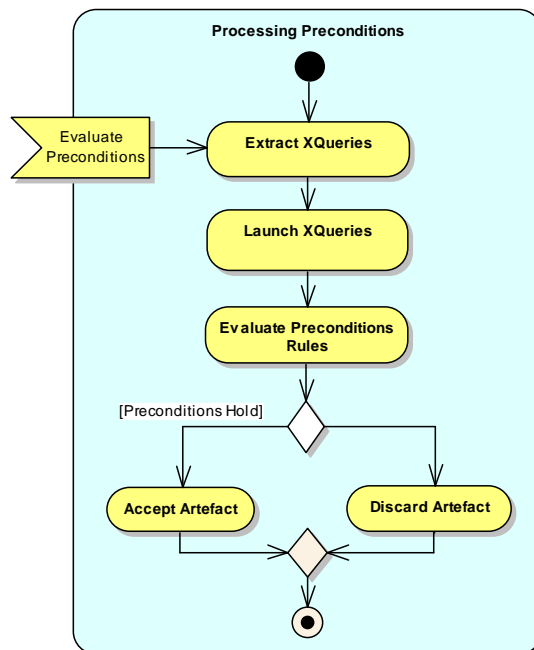 Processing Preconditions
Evaluate
Preconditions
Extract XQueries
Launch XQueries
Evaluate Preconditions
Rules
[Preconditions Hold]
Accept Artefact
Discard Artefact